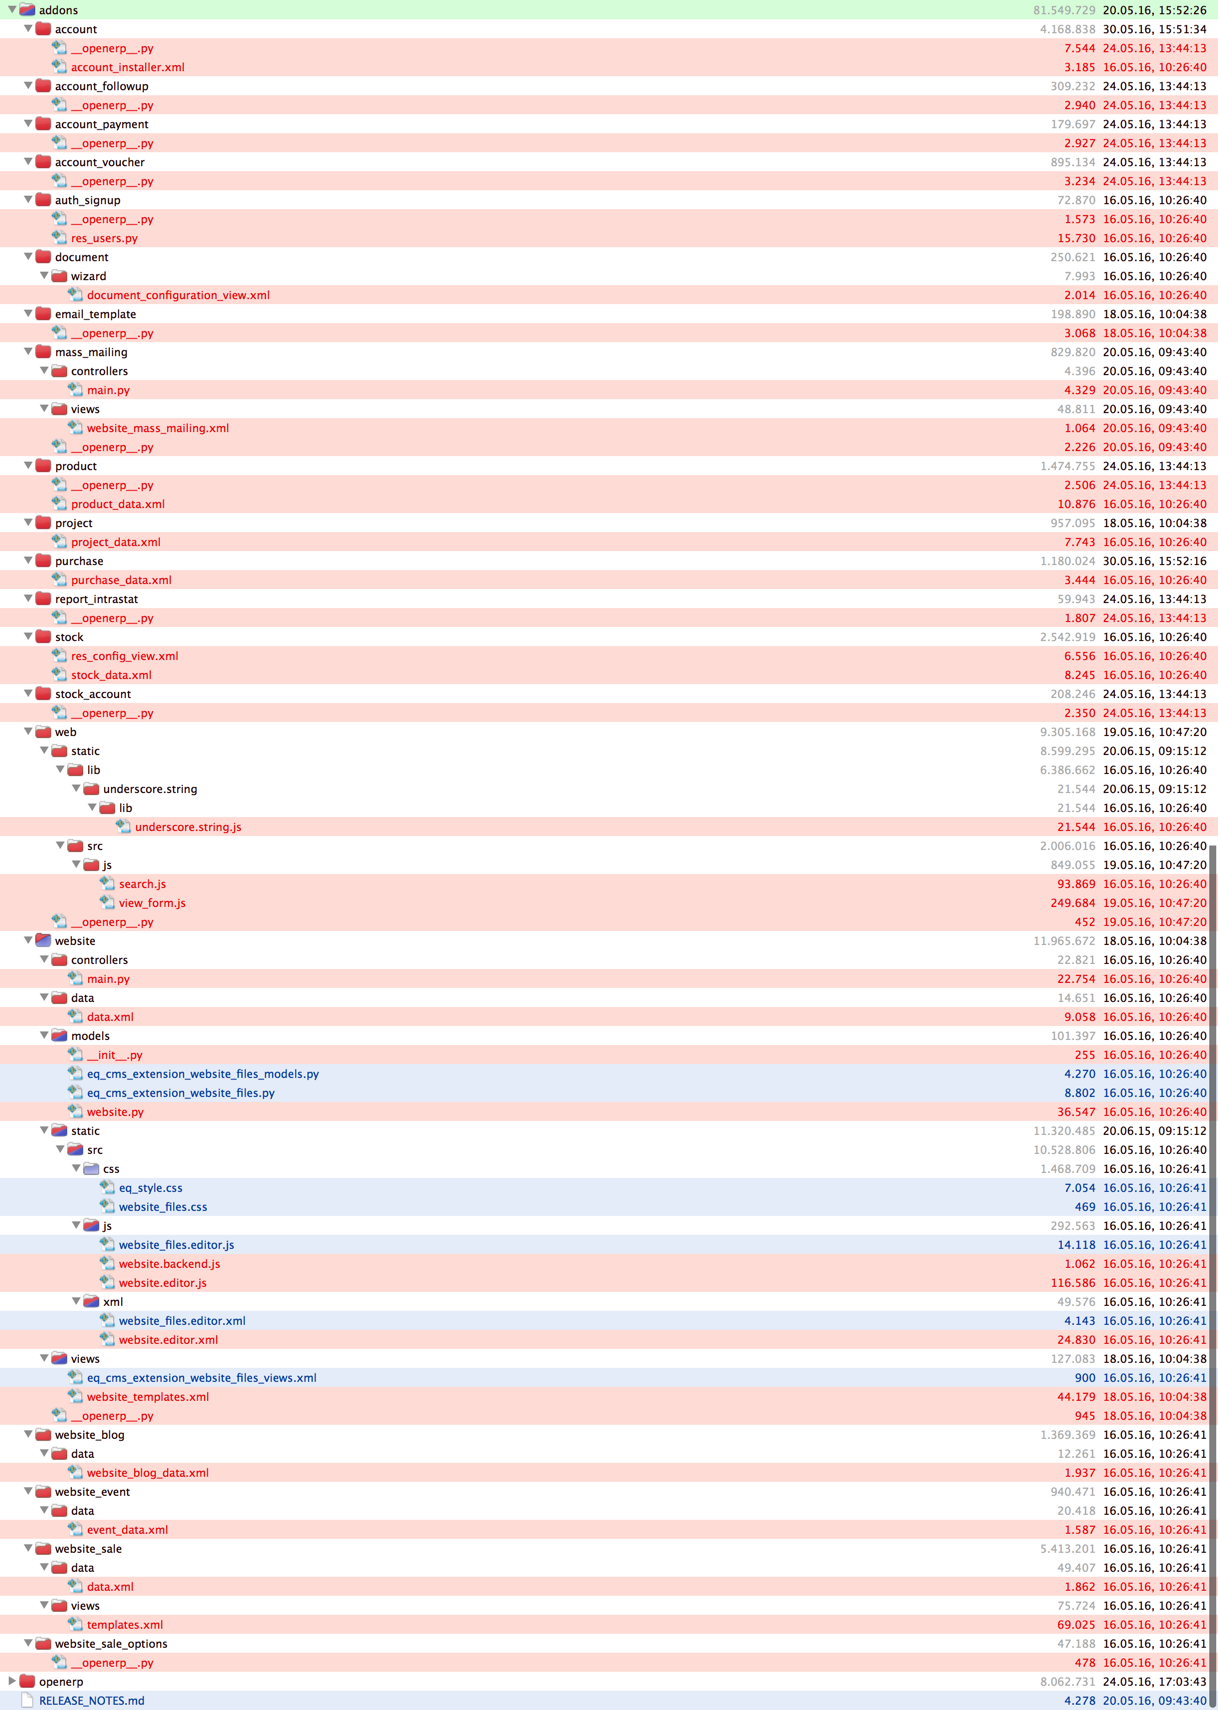 addons 81.549.729 20.05.16, 15:52:26
account 4.168.838 30.05.16, 15:51:34
__openerp__.py 7.544 24.05.16, 13:44:13
account_installer.xml 3.185 16.05.16, 10:26:40
account_followup 309.232 24.05.16, 13:44:13
__openerp__.py 2.940 24.05.16, 13:44:13
account_payment 179.697 24.05.16, 13:44:13
__openerp__.py 2.927 24.05.16, 13:44:13
account_voucher 895.134 24.05.16, 13:44:13
__openerp__.py 3.234 24.05.16, 13:44:13
auth_signup 72.870 16.05.16, 10:26:40
__openerp__.py 1.573 16.05.16, 10:26:40
res_users.py 15.730 16.05.16, 10:26:40
document 250.621 16.05.16, 10:26:40
wizard 7.993 16.05.16, 10:26:40
document_configuration_view.xml 2.014 16.05.16, 10:26:40
email_template 198.890 18.05.16, 10:04:38
__openerp__.py 3.068 18.05.16, 10:04:38
mass_mailing 829.820 20.05.16, 09:43:40
controllers 4.396 20.05.16, 09:43:40
main.py 4.329 20.05.16, 09:43:40
views 48.811 20.05.16, 09:43:40
website_mass_mailing.xml 1.064 20.05.16, 09:43:40
__openerp__.py 2.226 20.05.16, 09:43:40
product 1.474.755 24.05.16, 13:44:13
__openerp__.py 2.506 24.05.16, 13:44:13
product_data.xml 10.876 16.05.16, 10:26:40
project 957.095 18.05.16, 10:04:38
project_data.xml 7.743 16.05.16, 10:26:40
purchase 1.180.024 30.05.16, 15:52:16
purchase_data.xml 3.444 16.05.16, 10:26:40
report_intrastat 59.943 24.05.16, 13:44:13
__openerp__.py 1.807 24.05.16, 13:44:13
stock 2.542.919 16.05.16, 10:26:40
res_config_view.xml 6.556 16.05.16, 10:26:40
stock_data.xml 8.245 16.05.16, 10:26:40
stock_account 208.246 24.05.16, 13:44:13
__openerp__.py 2.350 24.05.16, 13:44:13
web 9.305.168 19.05.16, 10:47:20
static 8.599.295 20.06.15, 09:15:12
lib 6.386.662 16.05.16, 10:26:40
underscore.string 21.544 20.06.15, 09:15:12
lib 21.544 16.05.16, 10:26:40
underscore.string.js 21.544 16.05.16, 10:26:40
src 2.006.016 16.05.16, 10:26:40
js 849.055 19.05.16, 10:47:20
search.js 93.869 16.05.16, 10:26:40
view_form.js 249.684 19.05.16, 10:47:20
__openerp__.py 452 19.05.16, 10:47:20
website 11.965.672 18.05.16, 10:04:38
controllers 22.821 16.05.16, 10:26:40
main.py 22.754 16.05.16, 10:26:40
data 14.651 16.05.16, 10:26:40
data.xml 9.058 16.05.16, 10:26:40
models 101.397 16.05.16, 10:26:40
__init__.py 255 16.05.16, 10:26:40
eq_cms_extension_website_files_models.py 4.270 16.05.16, 10:26:40
eq_cms_extension_website_files.py 8.802 16.05.16, 10:26:40
website.py 36.547 16.05.16, 10:26:40
static 11.320.485 20.06.15, 09:15:12
src 10.528.806 16.05.16, 10:26:40
css 1.468.709 16.05.16, 10:26:41
eq_style.css 7.054 16.05.16, 10:26:41
website_files.css 469 16.05.16, 10:26:41
js 292.563 16.05.16, 10:26:41
website_files.editor.js 14.118 16.05.16, 10:26:41
website.backend.js 1.062 16.05.16, 10:26:41
website.editor.js 116.586 16.05.16, 10:26:41
xml 49.576 16.05.16, 10:26:41
website_files.editor.xml 4.143 16.05.16, 10:26:41
website.editor.xml 24.830 16.05.16, 10:26:41
views 127.083 18.05.16, 10:04:38
eq_cms_extension_website_files_views.xml 900 16.05.16, 10:26:41
website_templates.xml 44.179 18.05.16, 10:04:38
__openerp__.py 945 18.05.16, 10:04:38
website_blog 1.369.369 16.05.16, 10:26:41
data 12.261 16.05.16, 10:26:41
website_blog_data.xml 1.937 16.05.16, 10:26:41
website_event 940.471 16.05.16, 10:26:41
data 20.418 16.05.16, 10:26:41
event_data.xml 1.587 16.05.16, 10:26:41
website_sale 5.413.201 16.05.16, 10:26:41
data 49.407 16.05.16, 10:26:41
data.xml 1.862 16.05.16, 10:26:41
views 75.724 16.05.16, 10:26:41
templates.xml 69.025 16.05.16, 10:26:41
website_sale_options 47.188 16.05.16, 10:26:41
__openerp__.py 478 16.05.16, 10:26:41
openerp 8.062.731 24.05.16, 17:03:43
RELEASE_NOTES.md 4.278 20.05.16, 09:43:40